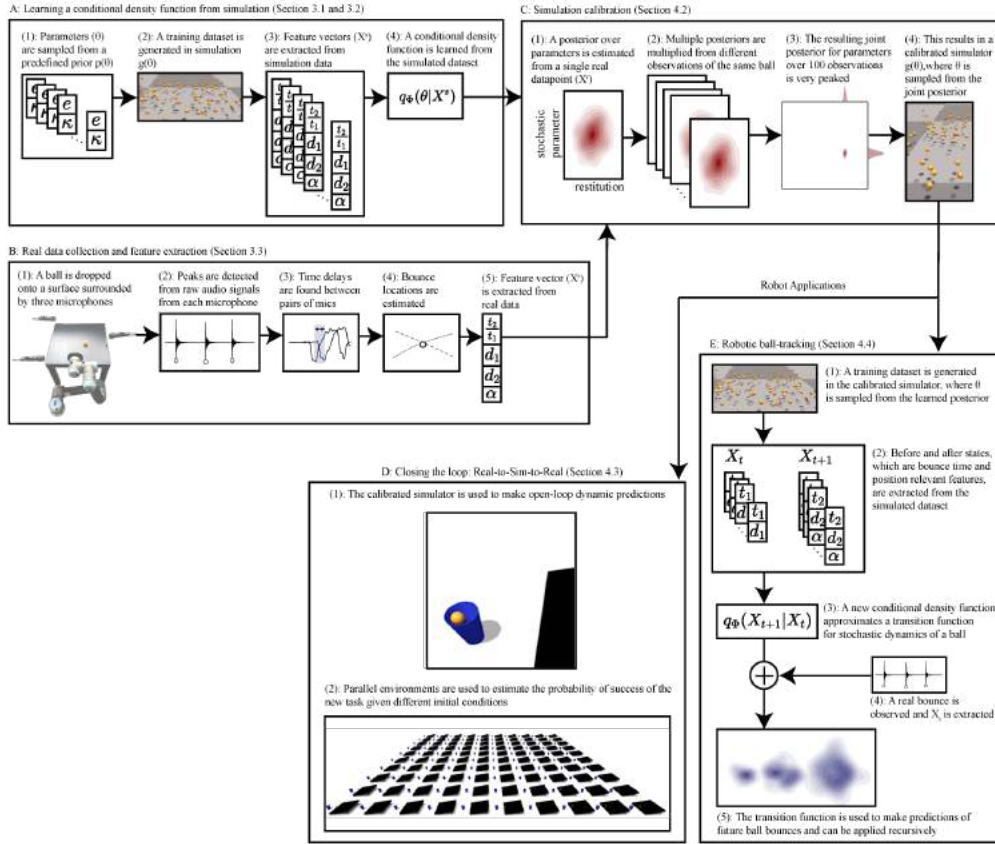 A: Learning a conditional density function from simulation (Section 3.1 and 3.2)
(1): Parameters (θ)
are sampled from a
predefined prior p(θ)
(2): A training dataset is
generated in simulation
g(θ)
(3): Feature vectors (Xˢ)
are extracted from
simulation data
(4): A conditional density
function is learned from
the simulated dataset
e
κ
e
κ
t₂/t₁
d₁
d₂
α
q_Φ(θ|Xˢ)
B: Real data collection and feature extraction (Section 3.3)
(1): A ball is dropped
onto a surface surrounded
by three microphones
(2): Peaks are detected
from raw audio signals
from each microphone
(3): Time delays
are found between
pairs of mics
(4): Bounce
locations are
estimated
(5): Feature vector (Xʳ)
is extracted from
real data
t₂/t₁
d₁
d₂
α
C: Simulation calibration (Section 4.2)
(1): A posterior over
parameters is estimated
from a single real
datapoint (Xʳ)
(2): Multiple posteriors are
multiplied from different
observations of the same ball
(3): The resulting joint
posterior for parameters
over 100 observations
is very peaked
(4): This results in a
calibrated simulator
g(θ),where θ is
sampled from the
joint posterior
stochastic
parameter
restitution
Robot Applications
D: Closing the loop: Real-to-Sim-to-Real (Section 4.3)
(1): The calibrated simulator is used to make open-loop dynamic predictions
(2): Parallel environments are used to estimate the probability of success of the
new task given different initial conditions
E: Robotic ball-tracking (Section 4.4)
(1): A training dataset is generated
in the calibrated simulator, where θ
is sampled from the learned posterior
X_t
X_{t+1}
t₁
d₁
t₂
d₂
α
(2): Before and after states,
which are bounce time and
position relevant features,
are extracted from the
simulated dataset
q_Φ(X_{t+1}|X_t)
(3): A new conditional density function
approximates a transition function
for stochastic dynamics of a ball
(4): A real bounce is
observed and X_t is extracted
(5): The transition function is used to make predictions of
future ball bounces and can be applied recursively